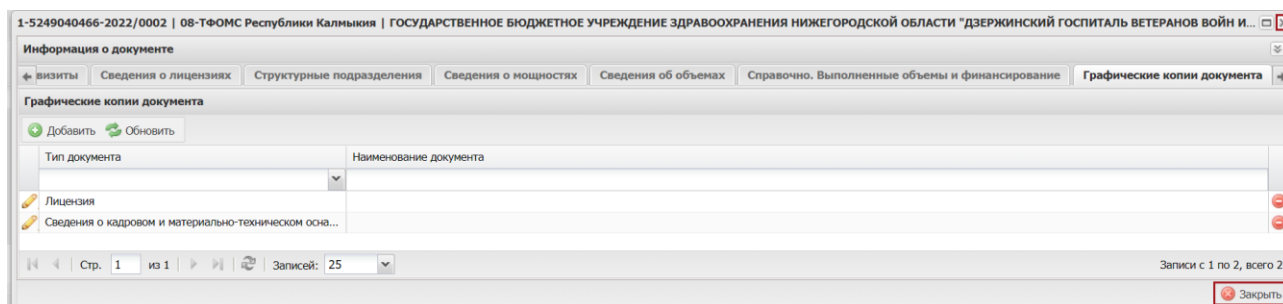 1-5249040466-2022/0002 | 08-ТФОМС Республики Калмыкия | ГОСУДАРСТВЕННОЕ БЮДЖЕТНОЕ УЧРЕЖДЕНИЕ ЗДРАВООХРАНЕНИЯ НИЖЕГОРОДСКОЙ ОБЛАСТИ "ДЗЕРЖИНСКИЙ ГОСПИТАЛЬ ВЕТЕРАНОВ ВОЙН И...
Информация о документе
визиты Сведения о лицензиях Структурные подразделения Сведения о мощностях Сведения об объемах Справочно. Выполненные объемы и финансирование Графические копии документа
Графические копии документа
Добавить Обновить
Тип документа Наименование документа
Лицензия
Сведения о кадровом и материально-техническом осна...
Стр. 1 из 1 Записей: 25 Записи с 1 по 2, всего 2
Закрыть